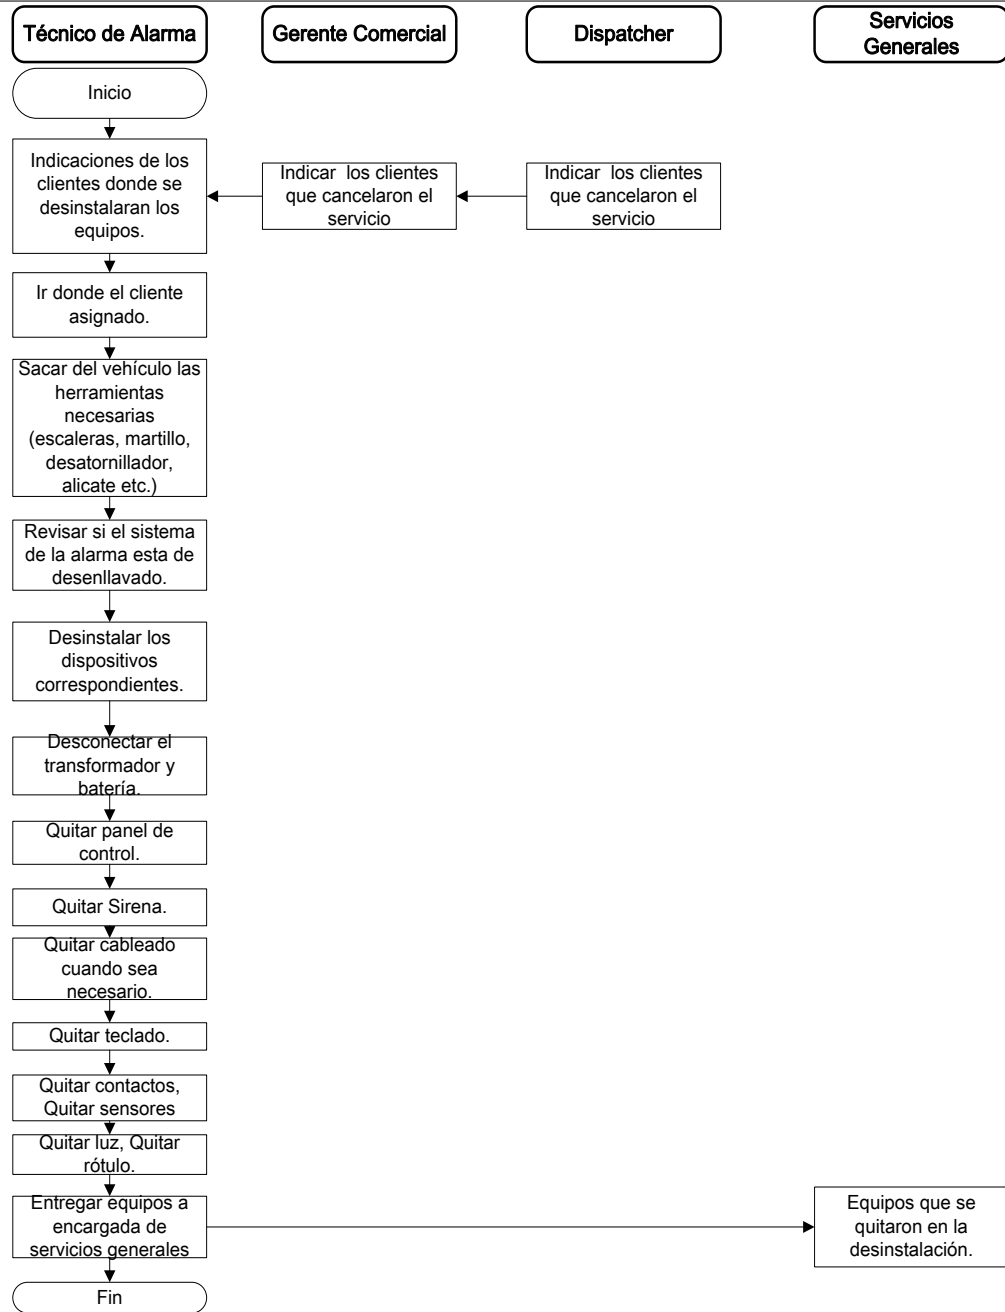 Técnico de Alarma
Gerente Comercial
Dispatcher
Servicios
Generales
Inicio
Indicaciones de los
clientes donde se
desinstalaran los
equipos.
Indicar los clientes
que cancelaron el
servicio
Indicar los clientes
que cancelaron el
servicio
Ir donde el cliente
asignado.
Sacar del vehículo las
herramientas
necesarias
(escaleras, martillo,
desatornillador,
alicate etc.)
Revisar si el sistema
de la alarma esta de
desenllavado.
Desinstalar los
dispositivos
correspondientes.
Desconectar el
transformador y
batería.
Quitar panel de
control.
Quitar Sirena.
Quitar cableado
cuando sea
necesario.
Quitar teclado.
Quitar contactos,
Quitar sensores
Quitar luz, Quitar
rótulo.
Entregar equipos a
encargada de
servicios generales
Equipos que se
quitaron en la
desinstalación.
Fin